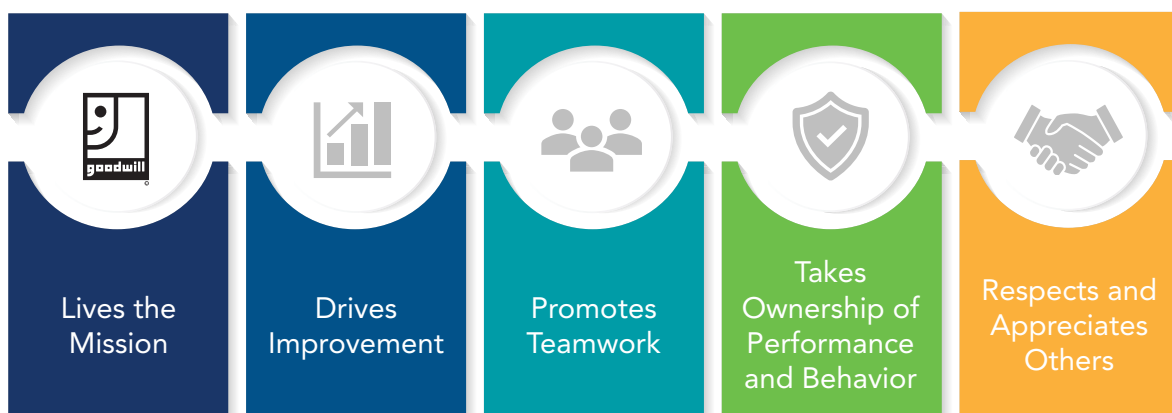 goodwill
Lives the
Mission
Drives
Improvement
Promotes
Teamwork
Takes
Ownership of
Performance
and Behavior
Respects and
Appreciates
Others